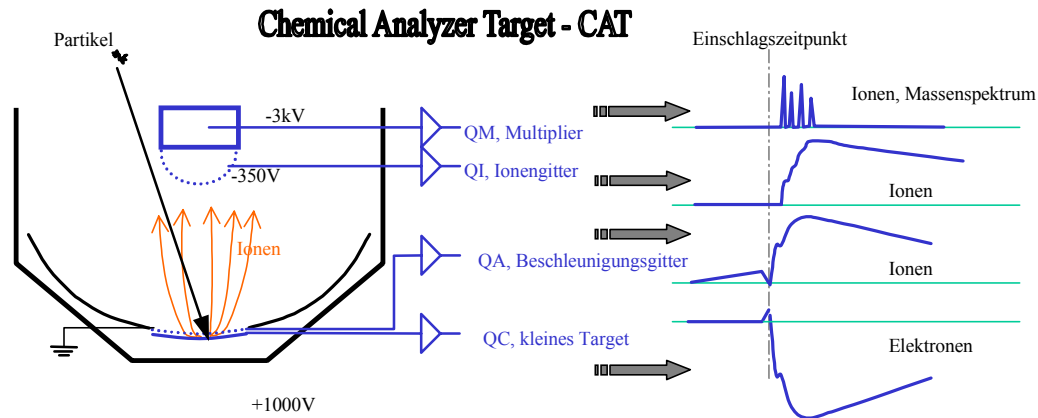 Chemical Analyzer Target - CAT
Partikel
-3kV
-350V
Ionen
+1000V
QM, Multiplier
QI, Ionengitter
QA, Beschleunigungsgitter
QC, kleines Target
Einschlagszeitpunkt
Ionen, Massenspektrum
Ionen
Ionen
Elektronen